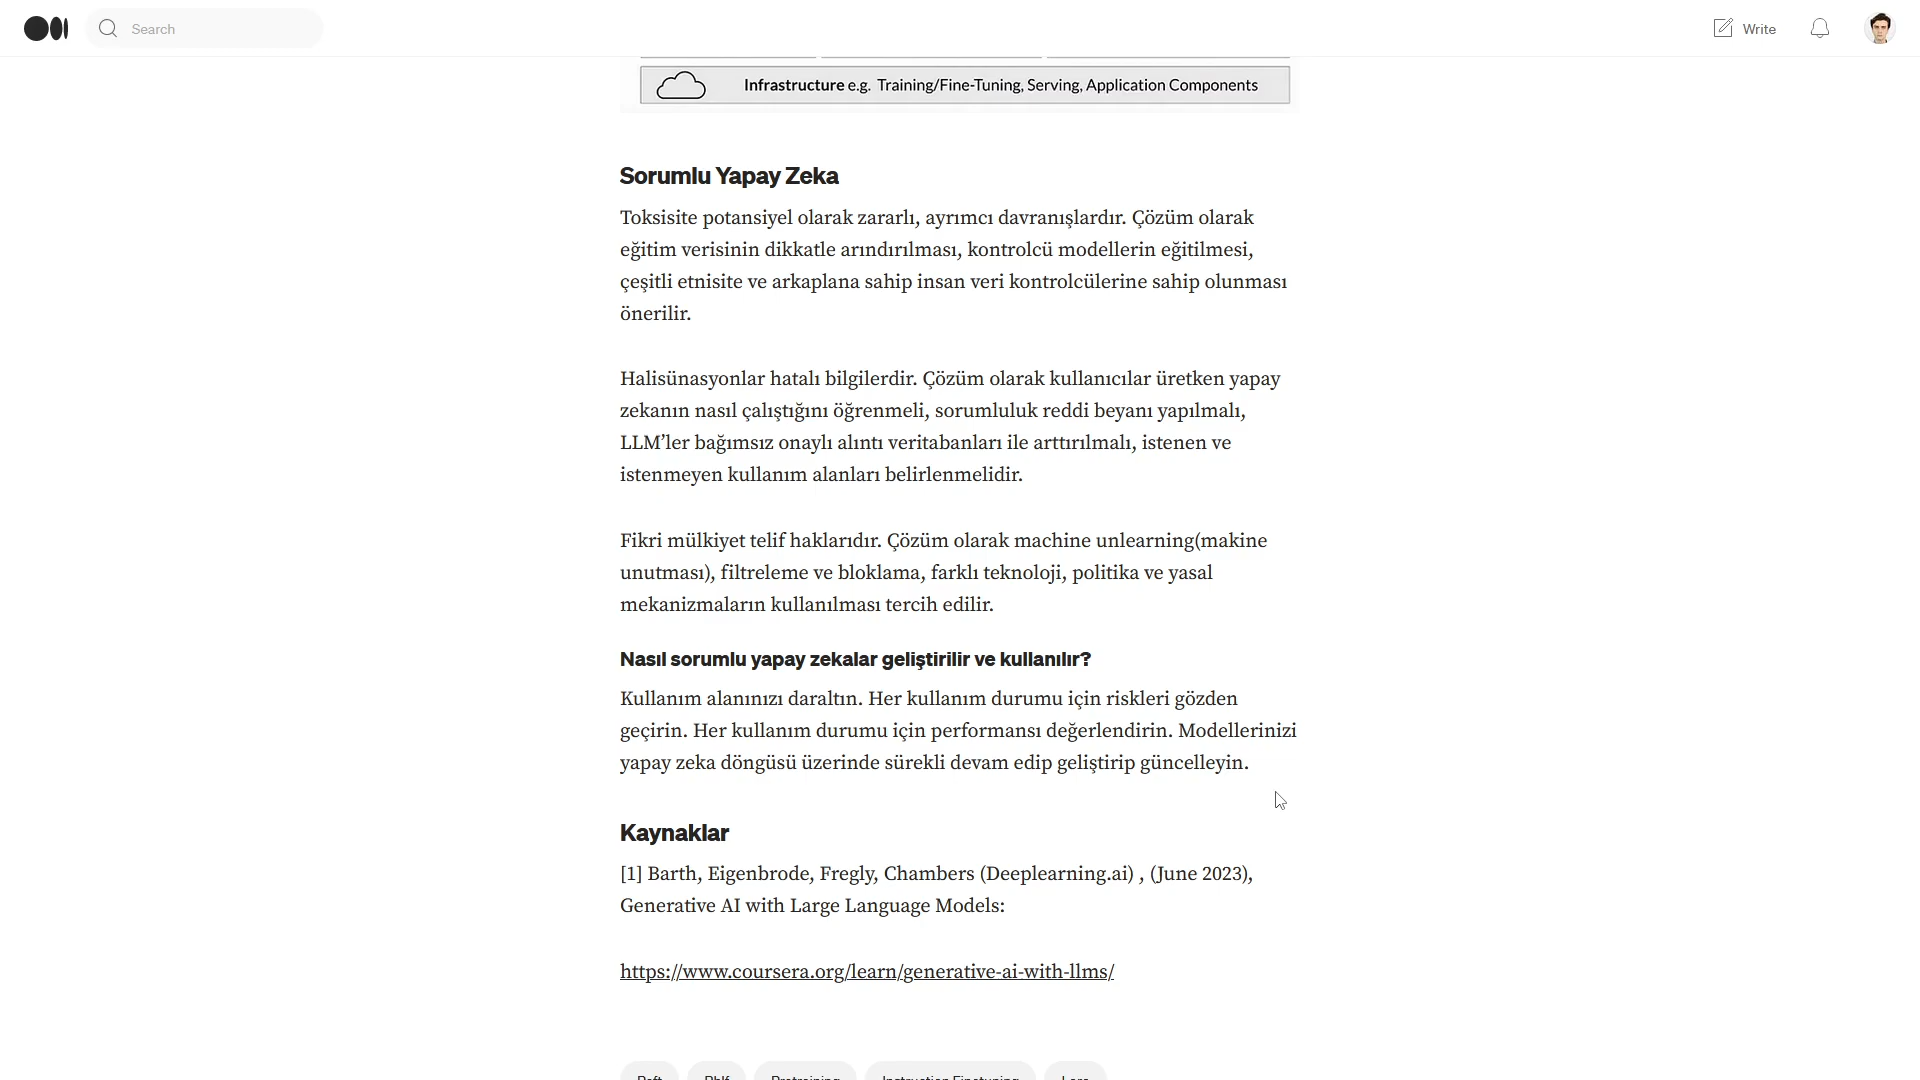 Search
Write
Infrastructure e.g. Training/Fine-Tuning, Serving, Application Components
Sorumlu Yapay Zeka
Toksisite potansiyel olarak zararlı, ayrımcı davranışlardır. Çözüm olarak
eğitim verisinin dikkatle arındırılması, kontrolcü modellerin eğitilmesi,
çeşitli etnisite ve arkaplana sahip insan veri kontrolcülerine sahip olunması
önerilir.
Halisünasyonlar hatalı bilgilerdir. Çözüm olarak kullanıcılar üretken yapay
zekanın nasıl çalıştığını öğrenmeli, sorumluluk reddi beyanı yapılmalı,
LLM’ler bağımsız onaylı alıntı veritabanları ile arttırılmalı, istenen ve
istenmeyen kullanım alanları belirlenmelidir.
Fikri mülkiyet telif haklarıdır. Çözüm olarak machine unlearning(makine
unutması), filtreleme ve bloklama, farklı teknoloji, politika ve yasal
mekanizmaların kullanılması tercih edilir.
Nasıl sorumlu yapay zekalar geliştirilir ve kullanılır?
Kullanım alanınızı daraltın. Her kullanım durumu için riskleri gözden
geçirin. Her kullanım durumu için performansı değerlendirin. Modellerinizi
yapay zeka döngüsü üzerinde sürekli devam edip geliştirip güncelleyin.
Kaynaklar
[1] Barth, Eigenbrode, Fregly, Chambers (Deeplearning.ai) , (June 2023),
Generative AI with Large Language Models:
https://www.coursera.org/learn/generative-ai-with-llms/
Peft Rhlf Pretraining Instruction Finetuning Lora